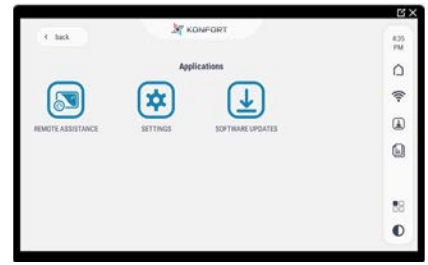 back
KONFORT
4:35
PM
Applications
REMOTE ASSISTANCE
SETTINGS
SOFTWARE UPDATES